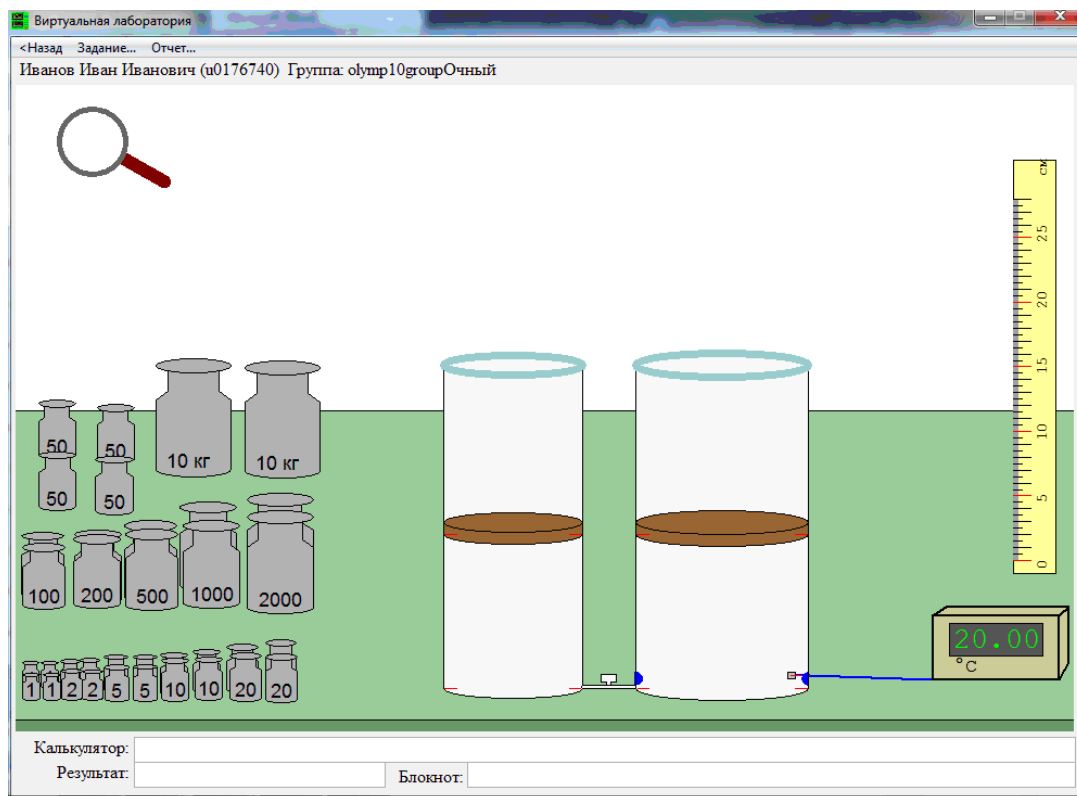 Виртуальная лаборатория
<Назад Задание... Отчет...
Иванов Иван Иванович (u0176740) Группа: olymp10groupОчный
см
25
20
15
10
5
0
50 50
10 кг 10 кг
50 50
100 200 500 1000 2000
1 1 2 2 5 5 10 10 20 20
20.00
°C
Калькулятор:
Результат:
Блокнот: